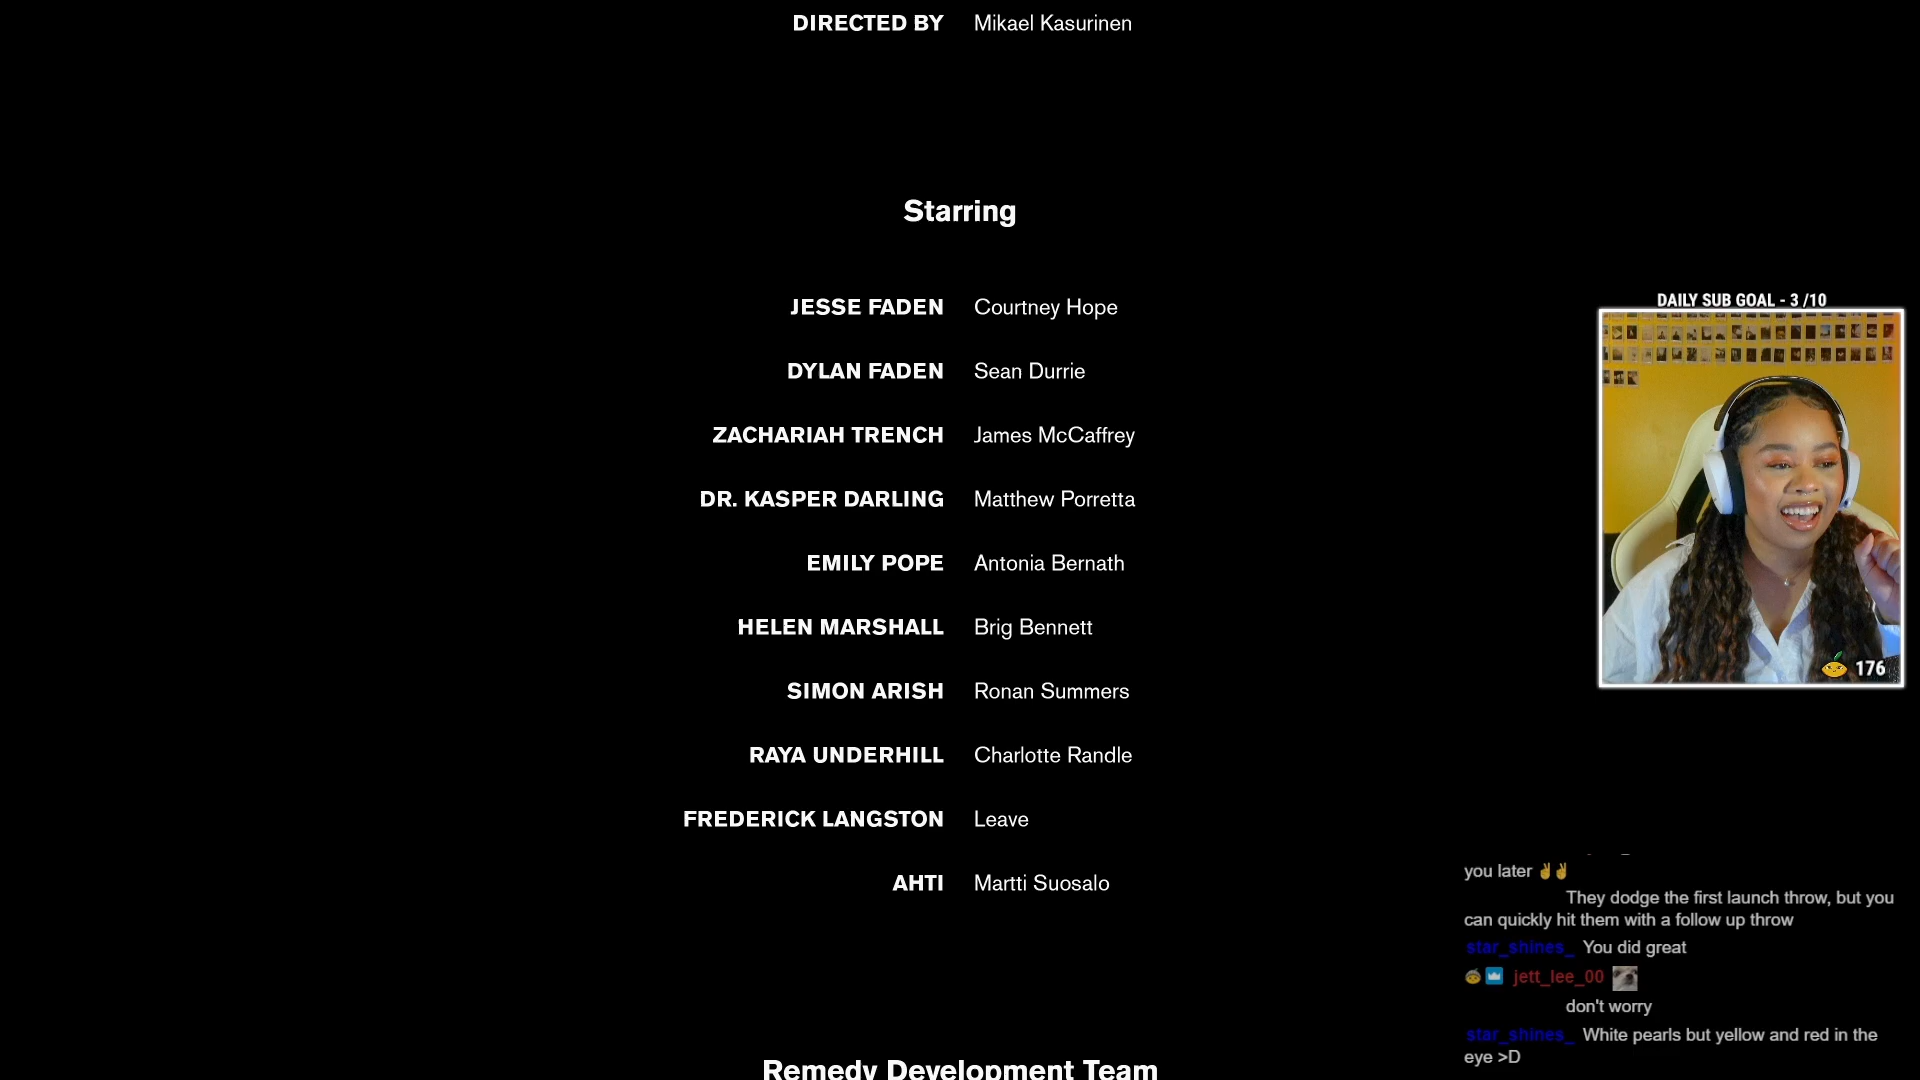 DIRECTED BY Mikael Kasurinen
Starring
JESSE FADEN Courtney Hope
DYLAN FADEN Sean Durrie
ZACHARIAH TRENCH James McCaffrey
DR. KASPER DARLING Matthew Porretta
EMILY POPE Antonia Bernath
HELEN MARSHALL Brig Bennett
SIMON ARISH Ronan Summers
RAYA UNDERHILL Charlotte Randle
FREDERICK LANGSTON Leave
AHTI Martti Suosalo
Remedy Development Team
DAILY SUB GOAL - 3 /10
176
you later ✌✌
They dodge the first launch throw, but you
can quickly hit them with a follow up throw
star_shines_ You did great
jett_lee_00
don't worry
star_shines_ White pearls but yellow and red in the
eye >D